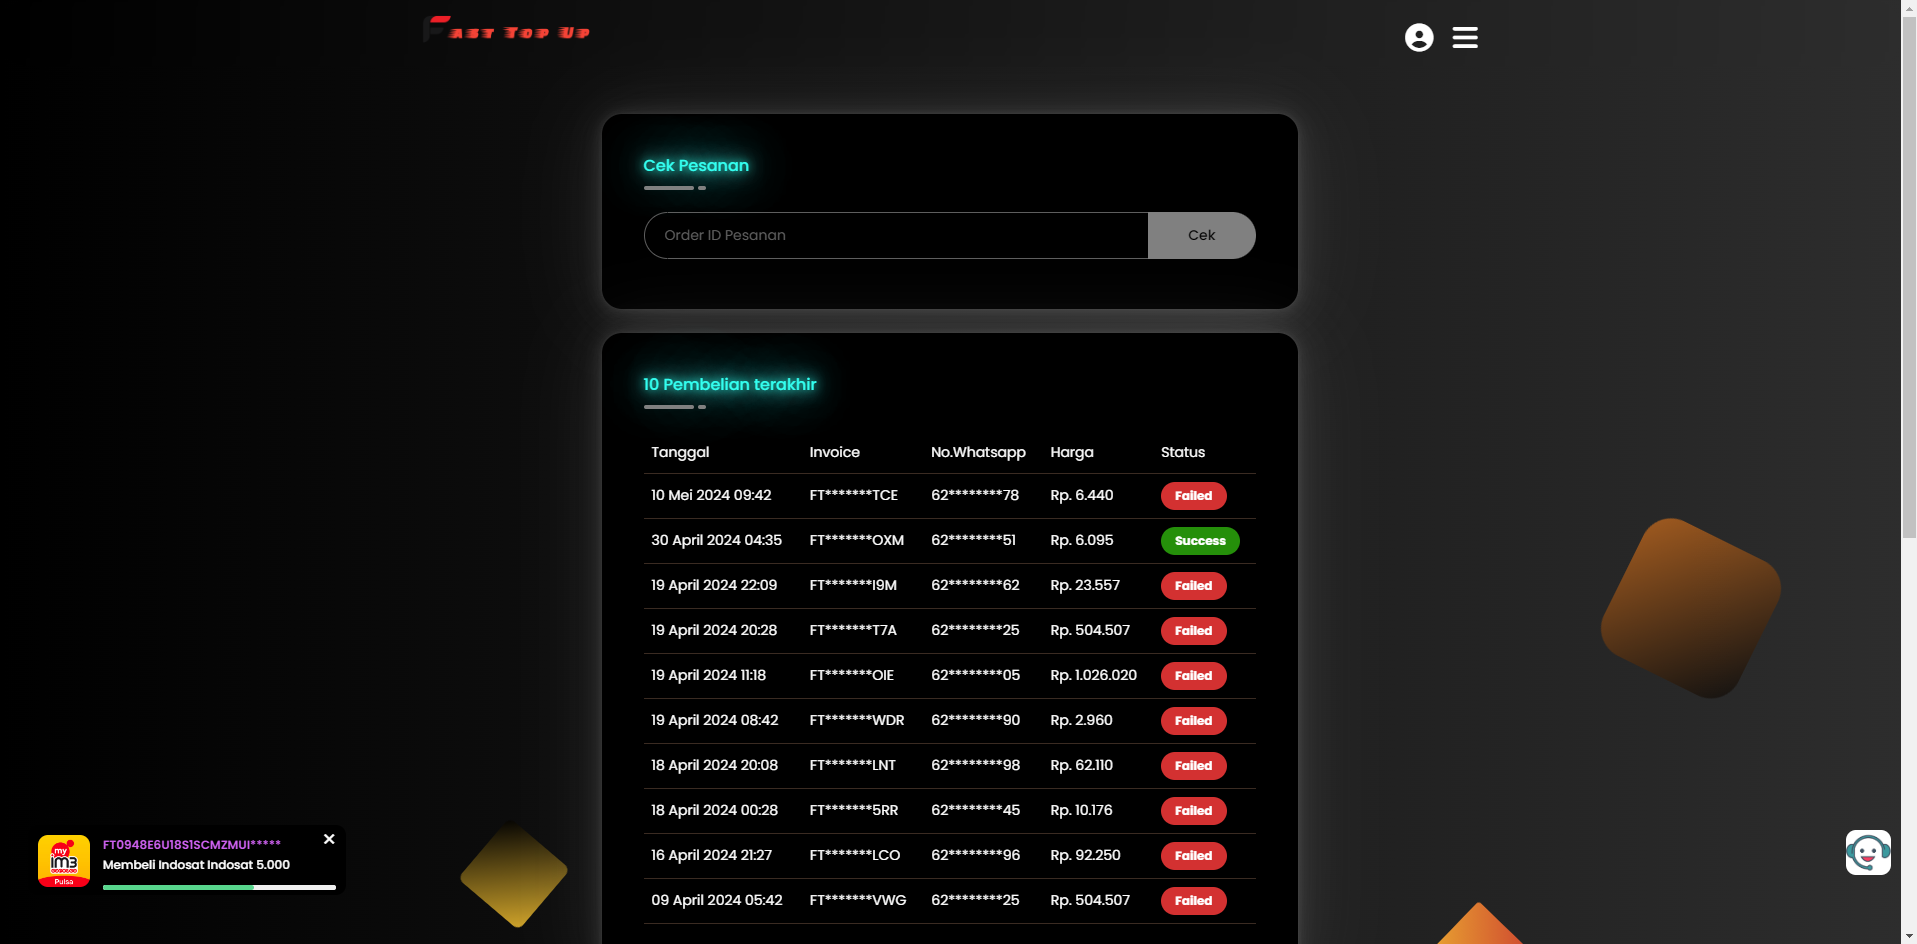 Fast Top Up
Cek Pesanan
Order ID Pesanan
Cek
10 Pembelian terakhir
Tanggal Invoice No.Whatsapp Harga Status
10 Mei 2024 09:42 FT*******TCE 62********78 Rp. 6.440 Failed
30 April 2024 04:35 FT*******OXM 62********51 Rp. 6.095 Success
19 April 2024 22:09 FT*******I9M 62********62 Rp. 23.557 Failed
19 April 2024 20:28 FT*******T7A 62********25 Rp. 504.507 Failed
19 April 2024 11:18 FT*******OIE 62********05 Rp. 1.026.020 Failed
19 April 2024 08:42 FT*******WDR 62********90 Rp. 2.960 Failed
18 April 2024 20:08 FT*******LNT 62********98 Rp. 62.110 Failed
18 April 2024 00:28 FT*******5RR 62********45 Rp. 10.176 Failed
16 April 2024 21:27 FT*******LCO 62********96 Rp. 92.250 Failed
09 April 2024 05:42 FT*******VWG 62********25 Rp. 504.507 Failed
my
im3
Pulsa
FT0948E6U18S1SCMZMUI*****
Membeli Indosat Indosat 5.000